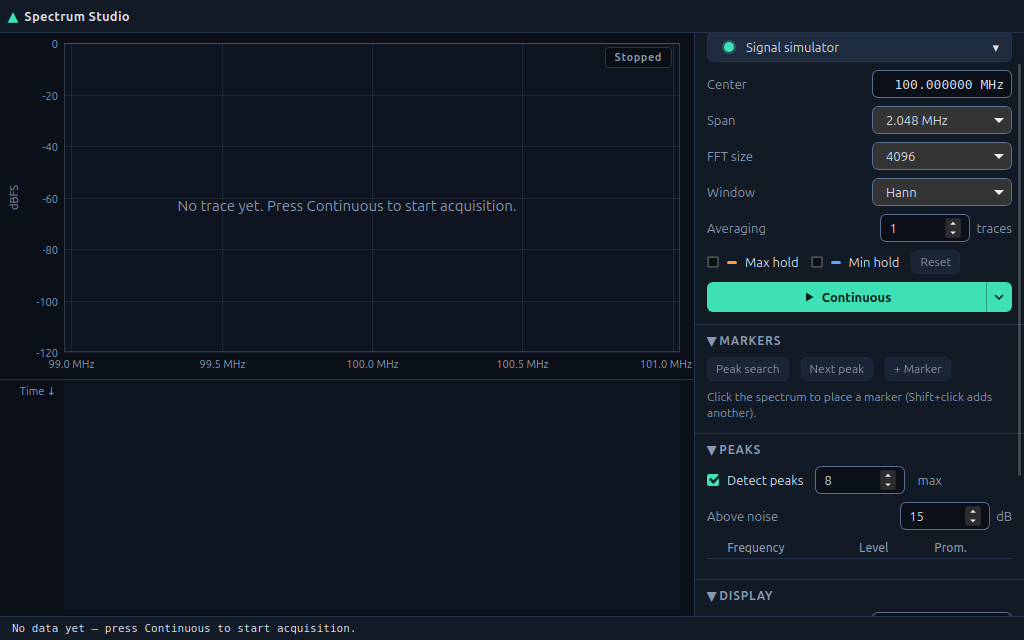 ▲ Spectrum Studio
0
Stopped
-20
-40
-60
-80
-100
-120
dBFS
No trace yet. Press Continuous to start acquisition.
99.0 MHz 99.5 MHz 100.0 MHz 100.5 MHz 101.0 MHz
Time ↓
Signal simulator ▼
Center 100.000000 MHz
Span 2.048 MHz
FFT size 4096
Window Hann
Averaging 1 traces
Max hold Min hold Reset
▶ Continuous
▼ MARKERS
Peak search Next peak + Marker
Click the spectrum to place a marker (Shift+click adds
another).
▼ PEAKS
Detect peaks 8 max
Above noise 15 dB
Frequency Level Prom.
▼ DISPLAY
No data yet — press Continuous to start acquisition.